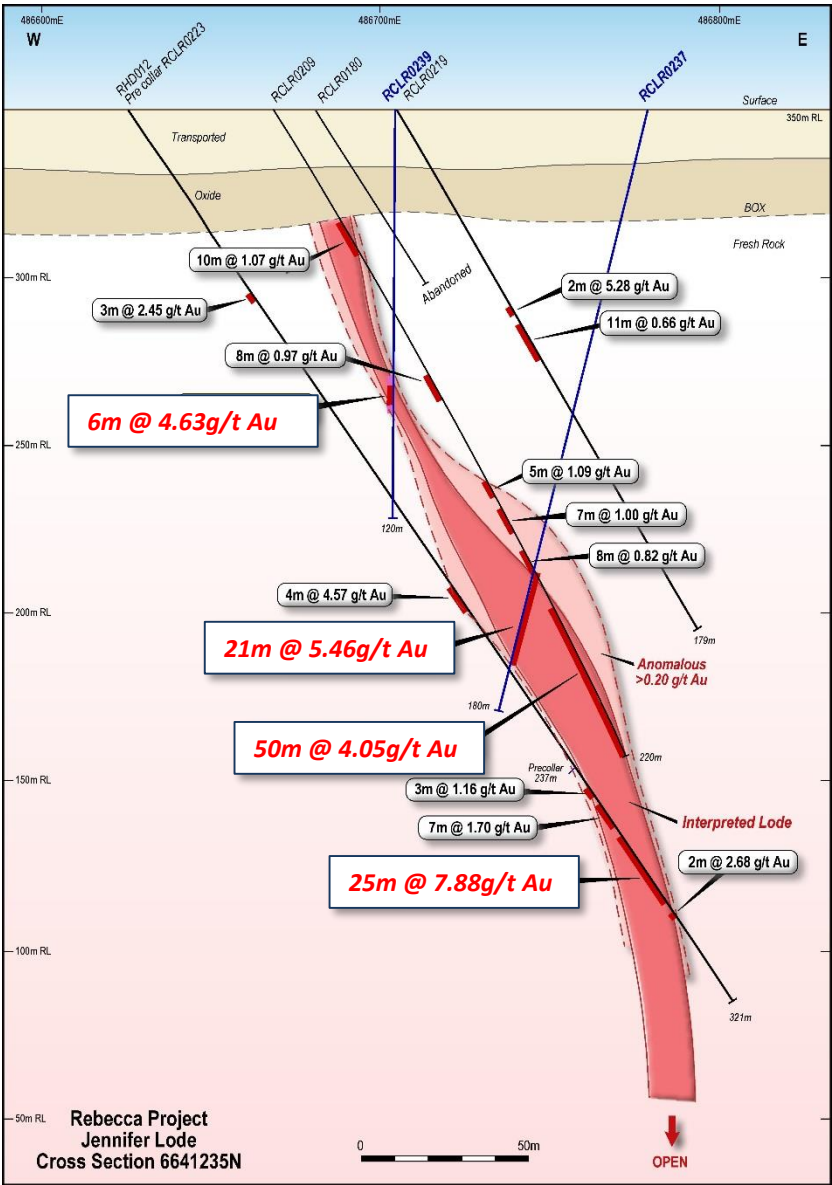 486600mE
486700mE
486800mE
W
E
RHD012
Pre collar RCLR0223
RCLR0209
RCLR0180
RCLR0239
RCLR0219
RCLR0237
Surface
350m RL
Transported
Oxide
BOX
Fresh Rock
10m @ 1.07 g/t Au
300m RL
Abandoned
2m @ 5.28 g/t Au
3m @ 2.45 g/t Au
11m @ 0.66 g/t Au
8m @ 0.97 g/t Au
6m @ 4.63g/t Au
250m RL
5m @ 1.09 g/t Au
7m @ 1.00 g/t Au
120m
8m @ 0.82 g/t Au
4m @ 4.57 g/t Au
200m RL
179m
21m @ 5.46g/t Au
Anomalous
>0.20 g/t Au
180m
50m @ 4.05g/t Au
220m
Precoller
237m
150m RL
3m @ 1.16 g/t Au
7m @ 1.70 g/t Au
Interpreted Lode
2m @ 2.68 g/t Au
25m @ 7.88g/t Au
100m RL
321m
50m RL
Rebecca Project
Jennifer Lode
Cross Section 6641235N
0
50m
OPEN